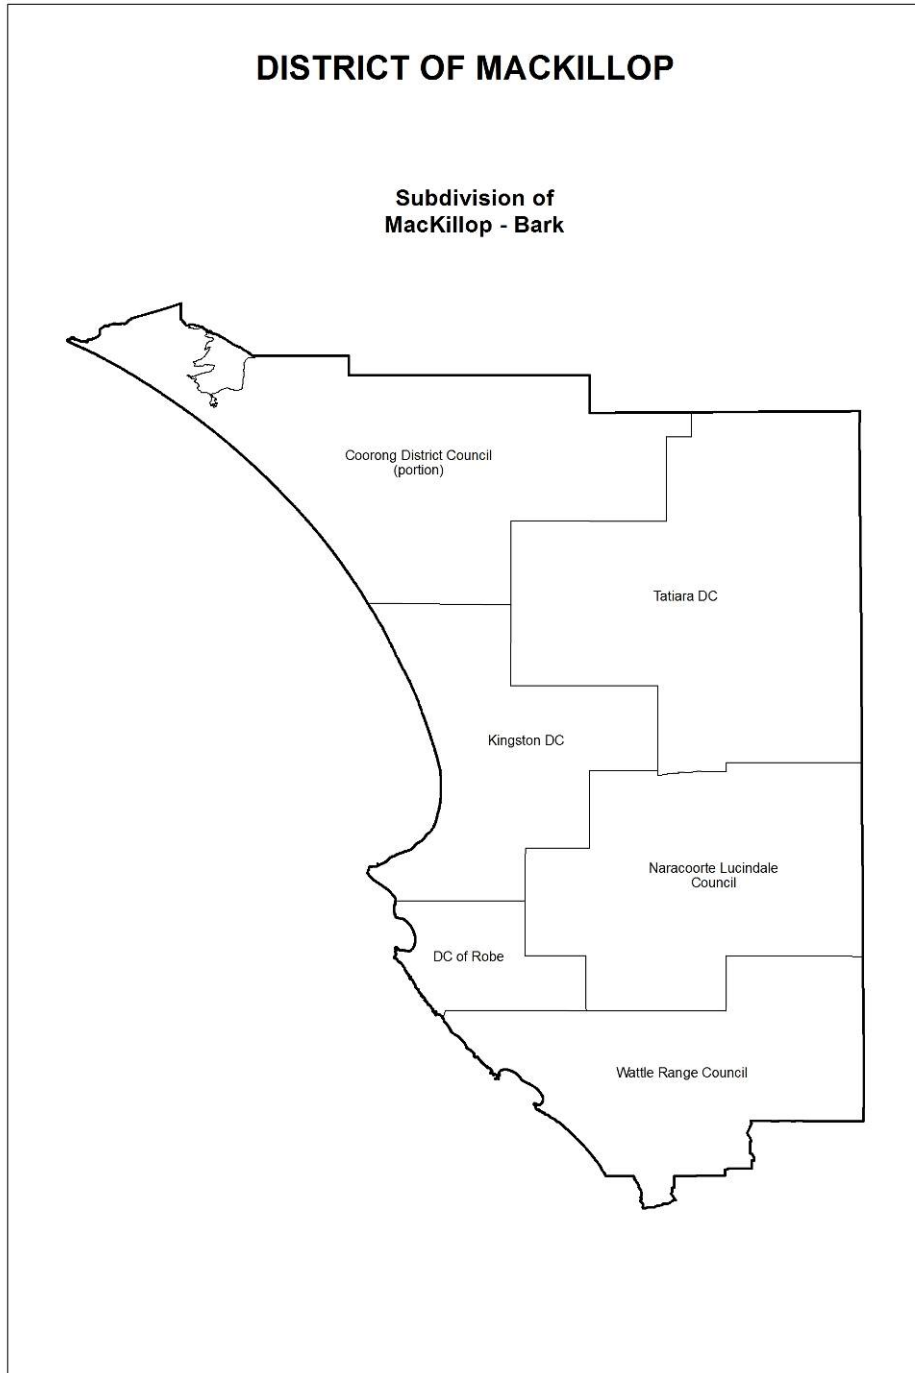 DISTRICT OF MACKILLOP
Subdivision of
MacKillop - Bark
Coorong District Council
(portion)
Tatiara DC
Kingston DC
Naracoorte Lucindale
Council
DC of Robe
Wattle Range Council